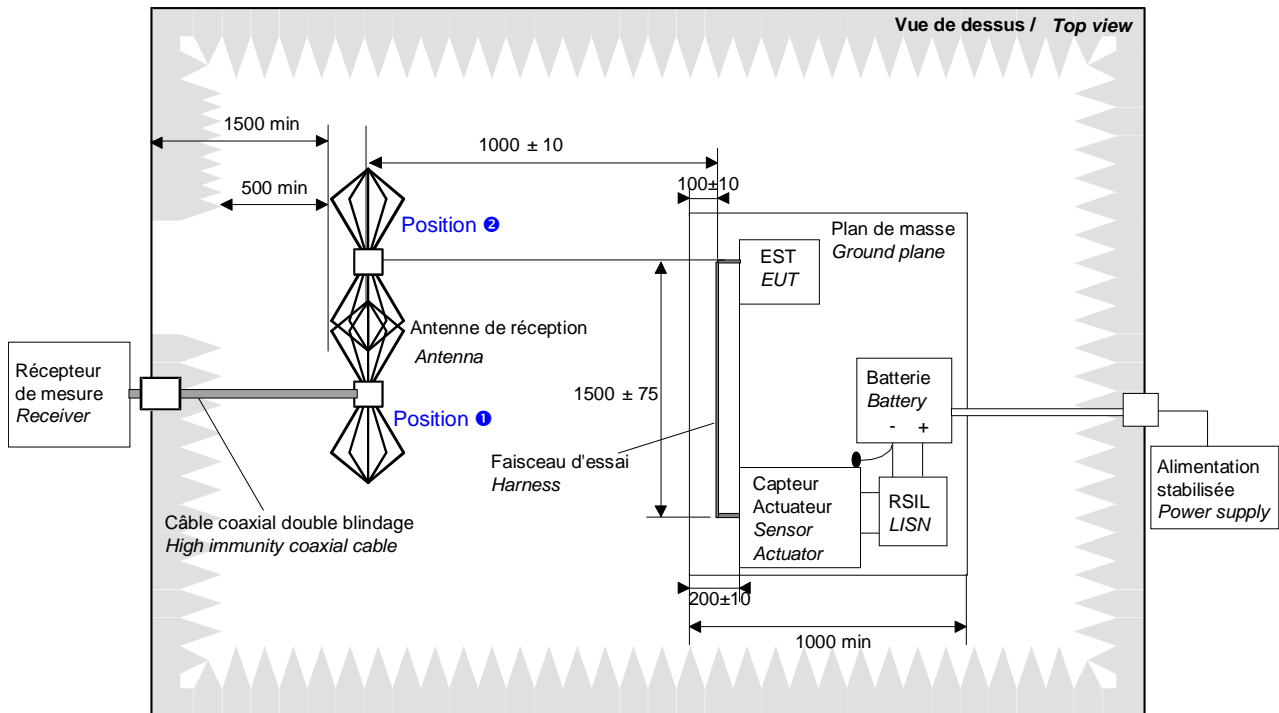 Vue de dessus / Top view
1500 min
1000 ± 10
500 min
100±10
Position ❷
Plan de masse
Ground plane
EST
EUT
Antenne de réception
Antenna
Récepteur
de mesure
Receiver
1500 ± 75
Batterie
Battery
- +
Position ❶
Faisceau d'essai
Harness
Capteur
Actuateur
Sensor
Actuator
RSIL
LISN
Alimentation
stabilisée
Power supply
Câble coaxial double blindage
High immunity coaxial cable
200±10
1000 min